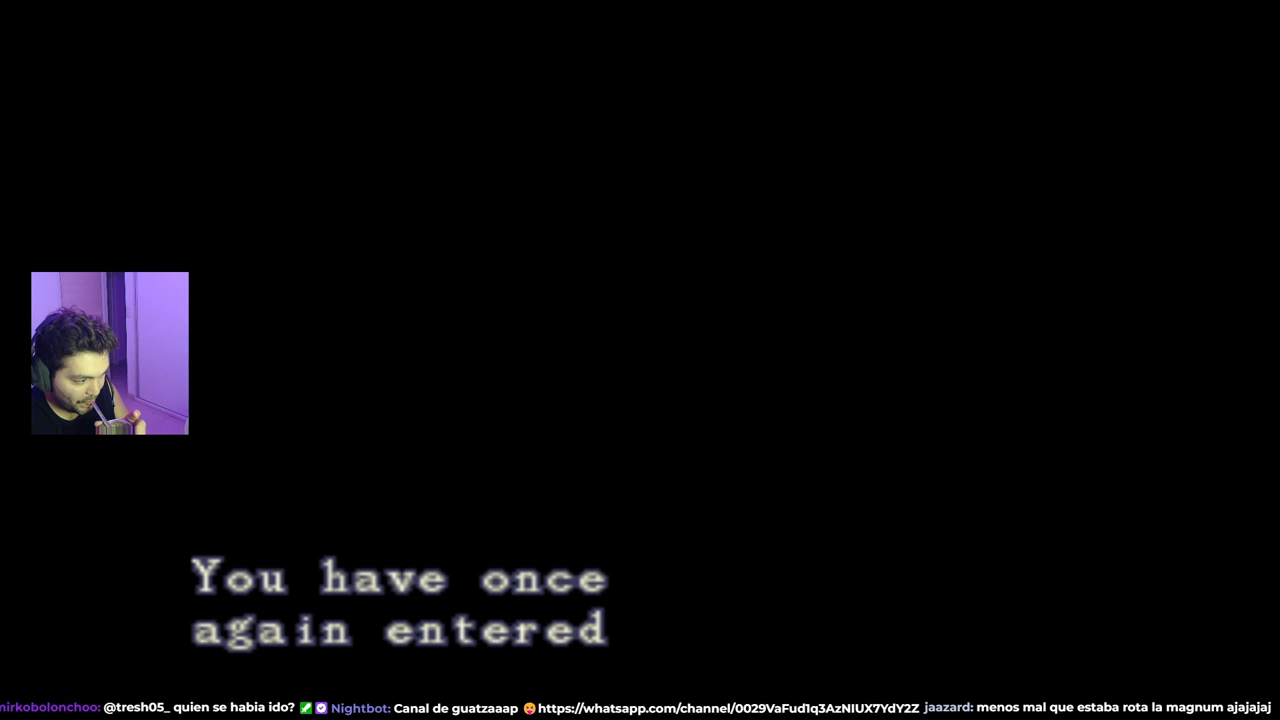 You have once
again entered
mirkobolonchoo: @tresh05_ quien se habia ido? Nightbot: Canal de guatzaaap 😛https://whatsapp.com/channel/0029VaFud1q3AzNIUX7YdY2Z jaazard: menos mal que estaba rota la magnum ajajajaj